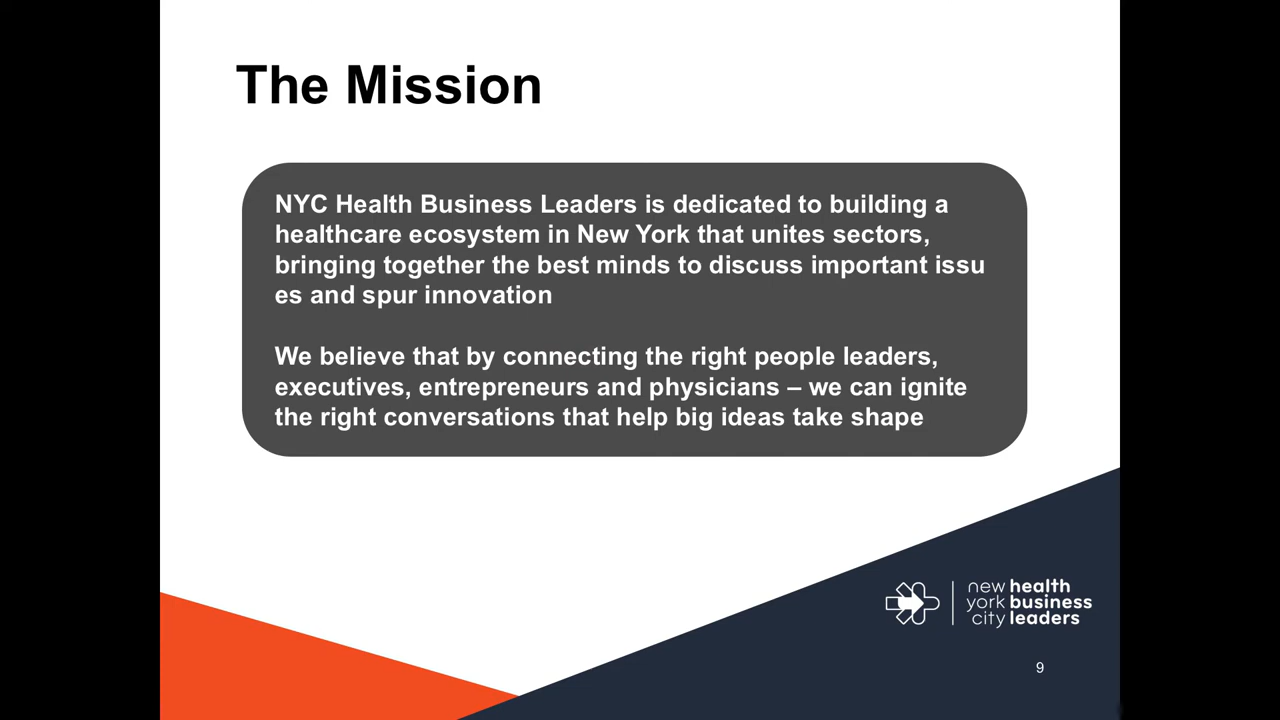 The Mission
NYC Health Business Leaders is dedicated to building a
healthcare ecosystem in New York that unites sectors,
bringing together the best minds to discuss important issu
es and spur innovation
We believe that by connecting the right people leaders,
executives, entrepreneurs and physicians – we can ignite
the right conversations that help big ideas take shape
new health
york business
city leaders
9